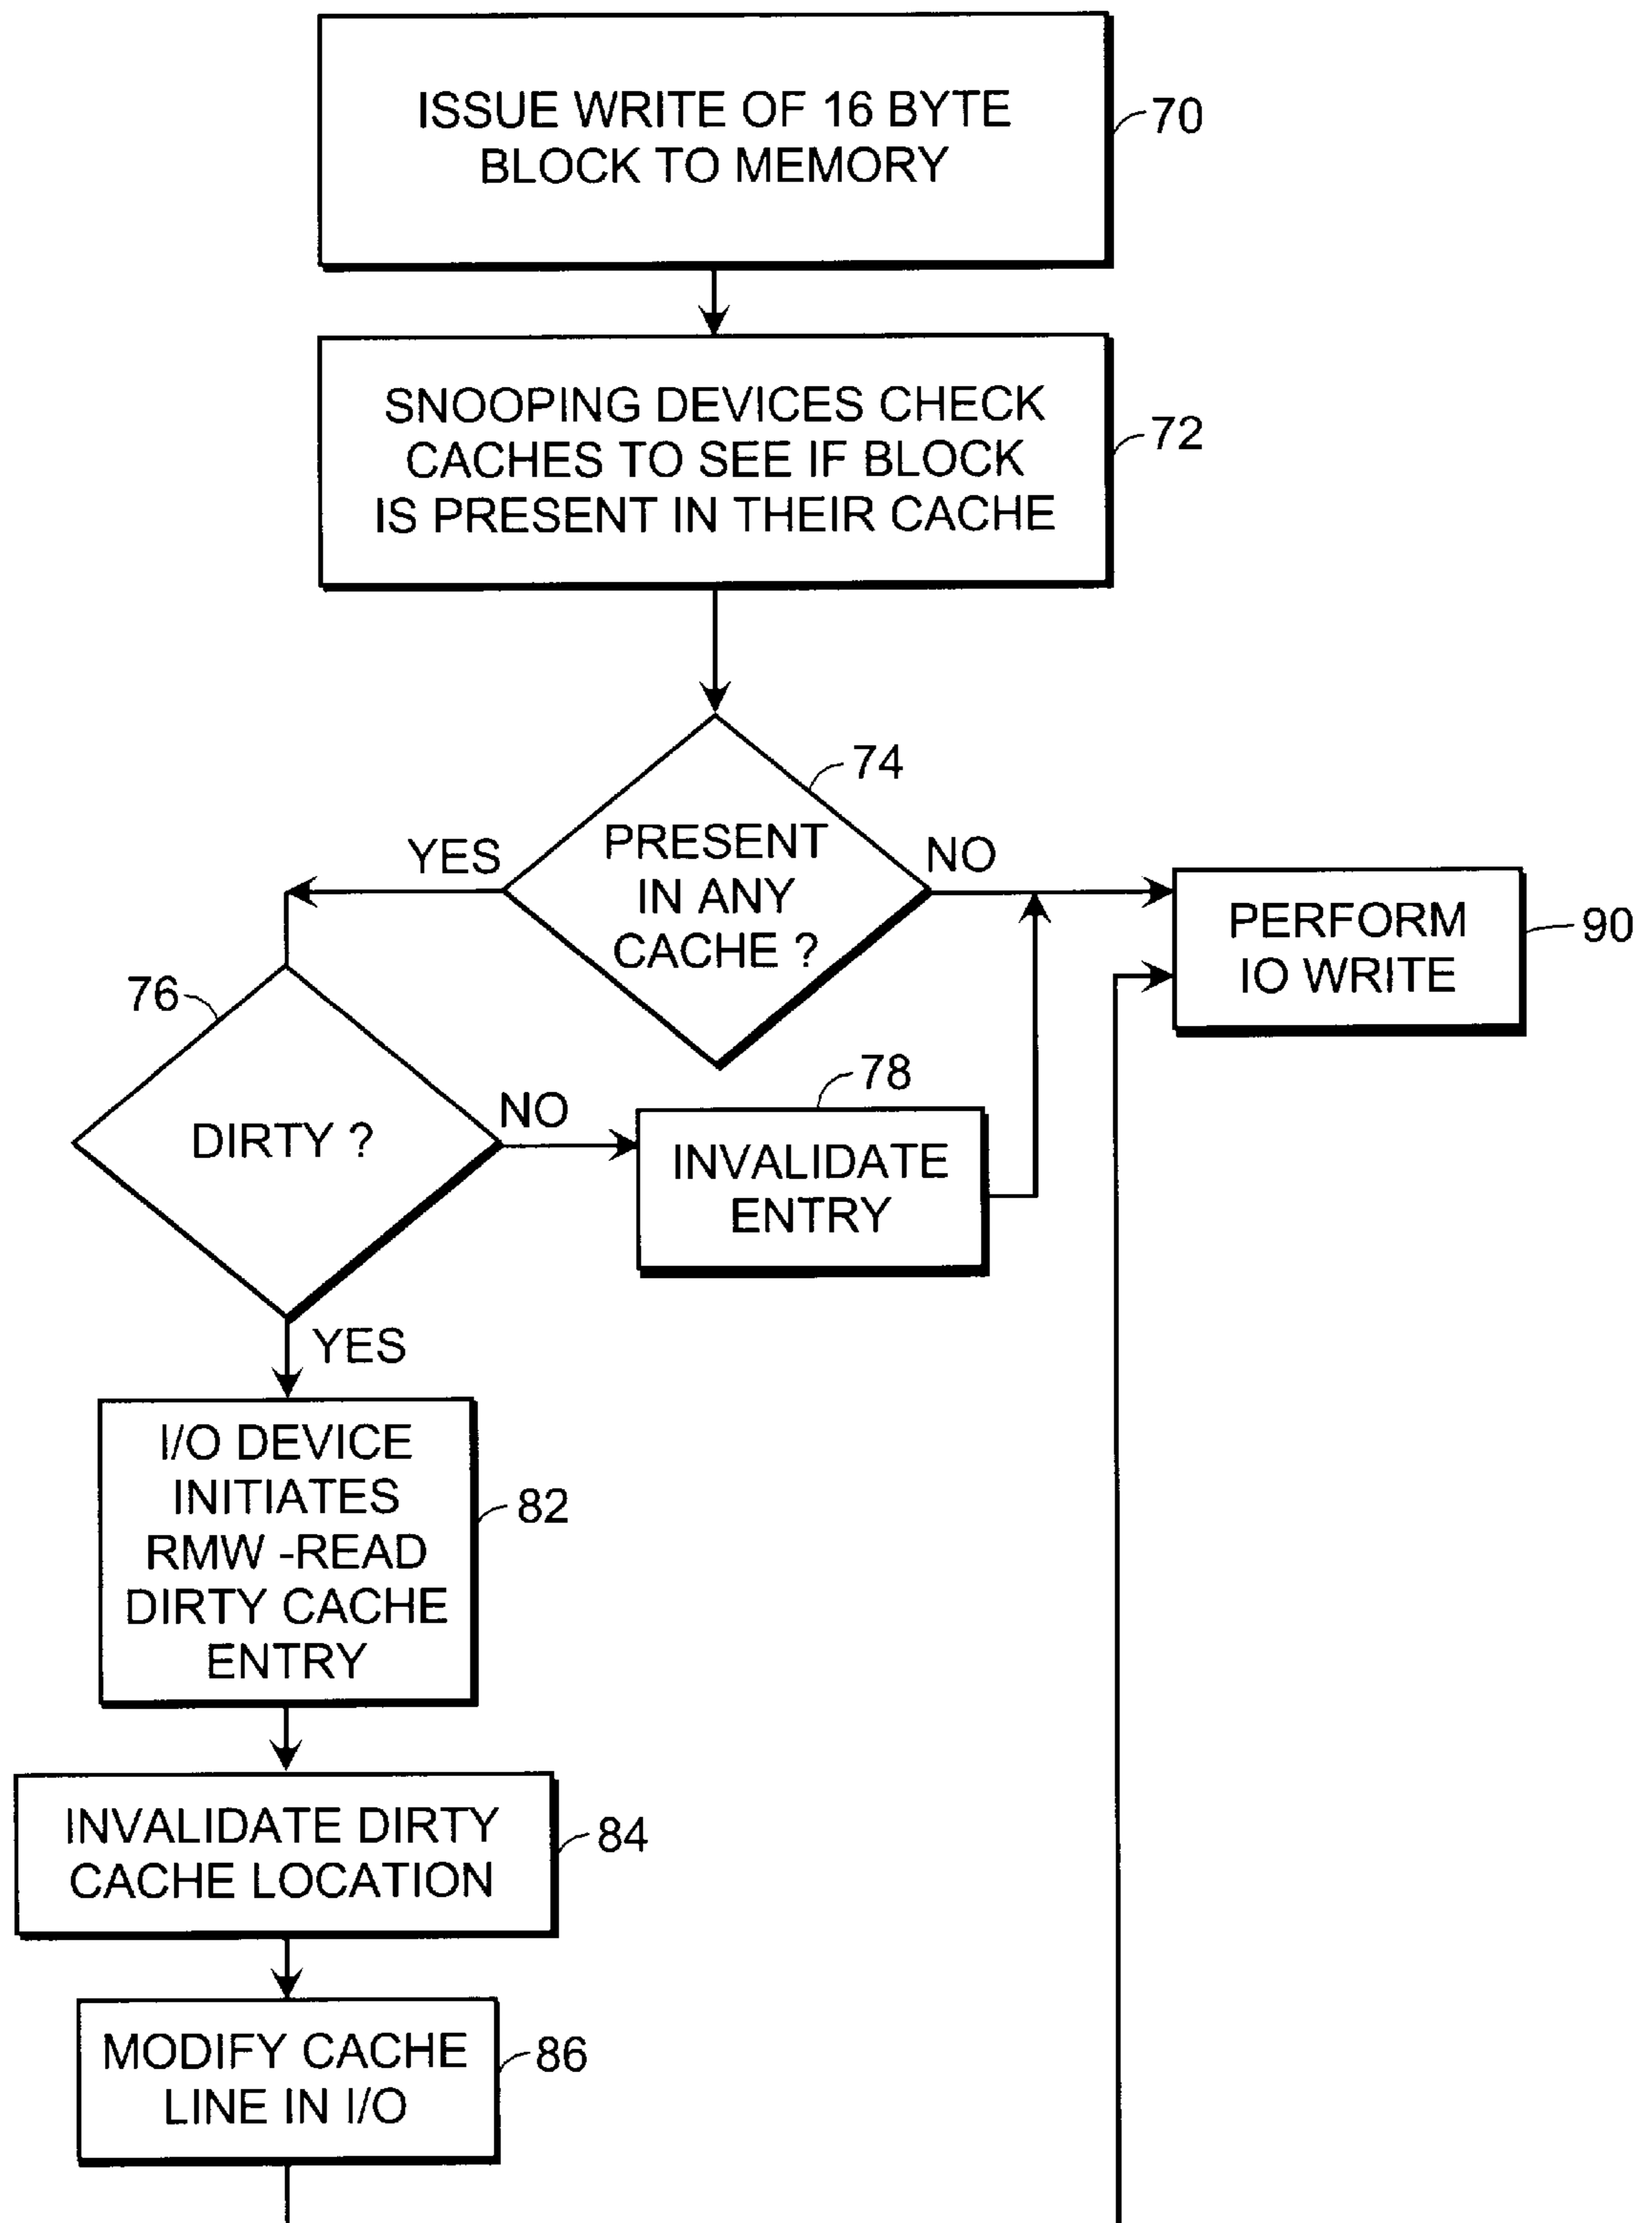 ISSUE WRITE OF 16 BYTE
BLOCK TO MEMORY
70
SNOOPING DEVICES CHECK
CACHES TO SEE IF BLOCK
IS PRESENT IN THEIR CACHE
72
74
PRESENT
IN ANY
CACHE ?
YES
NO
PERFORM
IO WRITE
90
76
DIRTY ?
NO
78
INVALIDATE
ENTRY
YES
I/O DEVICE
INITIATES
RMW -READ
DIRTY CACHE
ENTRY
82
INVALIDATE DIRTY
CACHE LOCATION
84
MODIFY CACHE
LINE IN I/O
86